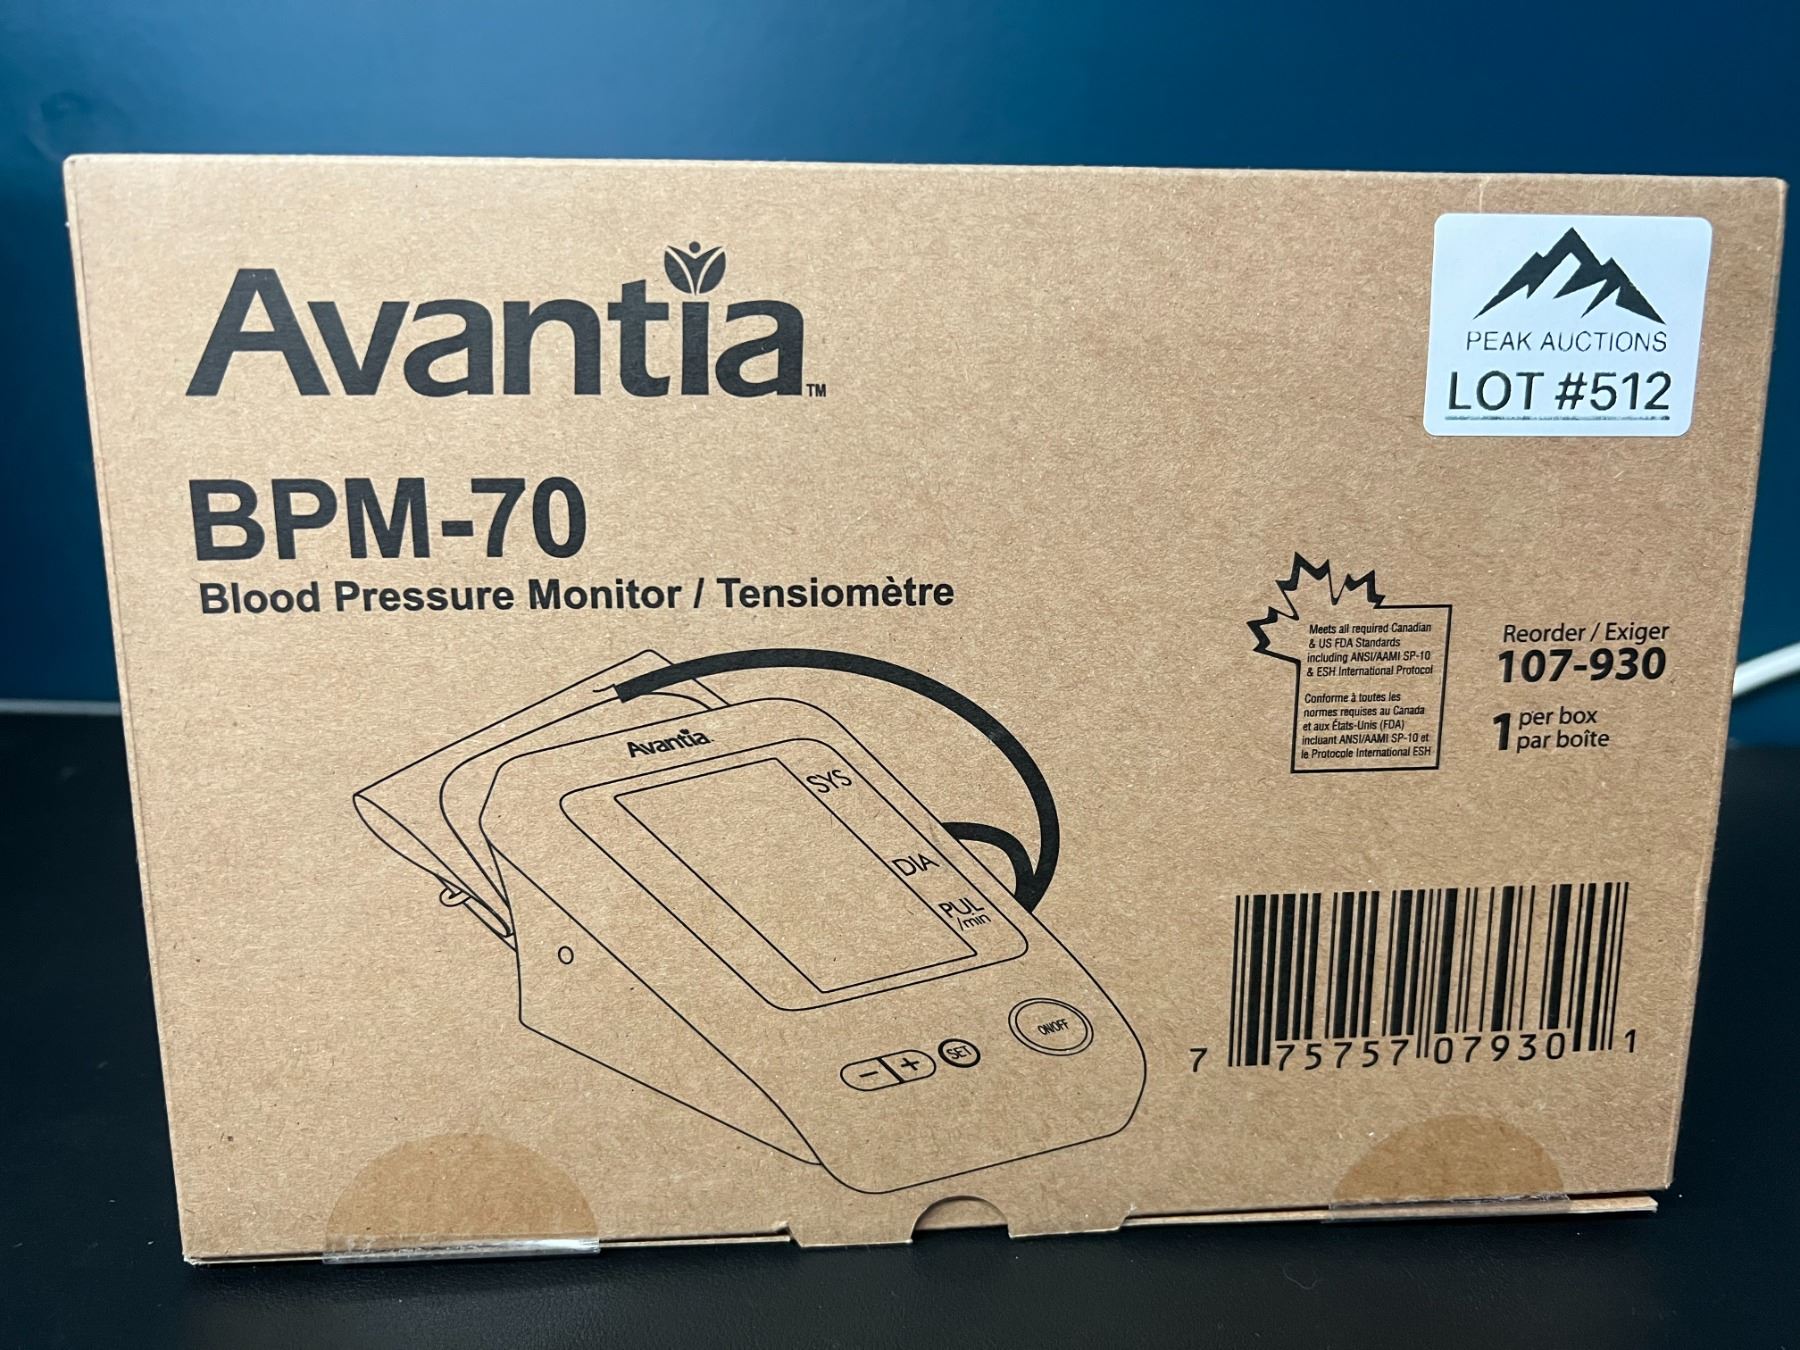 Avantia™
BPM-70
Blood Pressure Monitor / Tensiomètre
PEAK AUCTIONS
LOT #512
Meets all required Canadian
& US FDA Standards
including ANSI/AAMI SP-10
& ESH International Protocol
Conforme à toutes les
normes requises au Canada
et aux États-Unis (FDA)
incluant ANSI/AAMI SP-10 et
le Protocole International ESH
Reorder / Exiger
107-930
1 per box
par boîte
Avantia
SYS
DIA
PUL
/min
ON/OFF
SET
- +
7 75757 07930 1